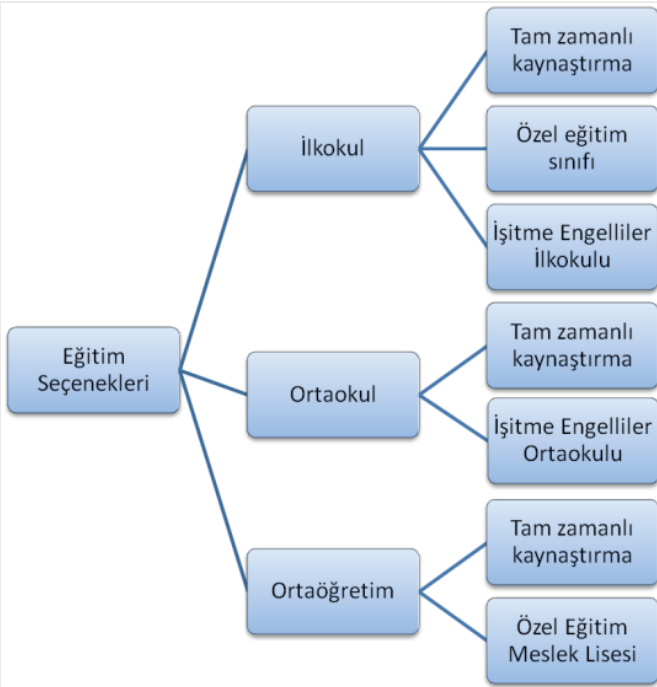 Eğitim
Seçenekleri
İlkokul
Tam zamanlı
kaynaştırma
Özel eğitim
sınıfı
İşitme Engelliler
İlkokulu
Ortaokul
Tam zamanlı
kaynaştırma
İşitme Engelliler
Ortaokulu
Ortaöğretim
Tam zamanlı
kaynaştırma
Özel Eğitim
Meslek Lisesi